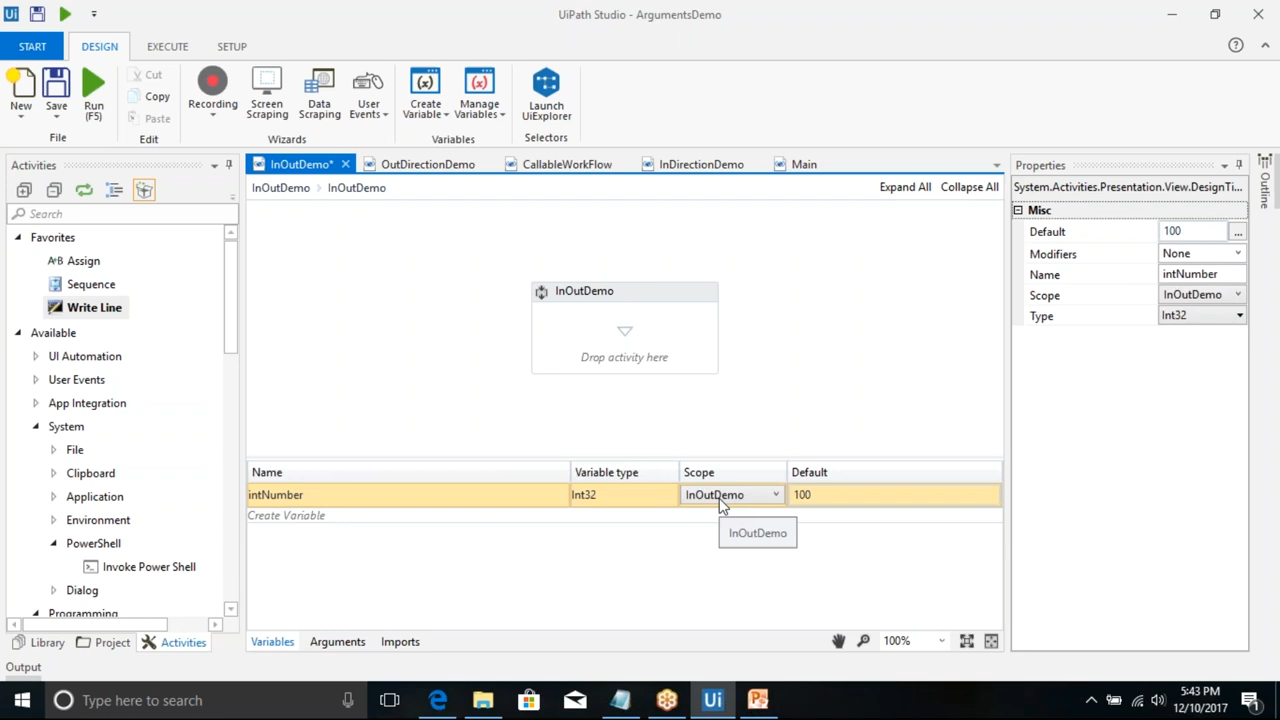 Ui
UiPath Studio - ArgumentsDemo
START DESIGN EXECUTE SETUP
New
Save
Run
(F5)
File
Cut
Copy
Paste
Edit
Recording
Screen
Scraping
Data
Scraping
User
Events
Wizards
Create
Variable
Manage
Variables
Variables
Launch
UiExplorer
Selectors
Activities
Search
Favorites
A+B Assign
Sequence
Write Line
Available
UI Automation
User Events
App Integration
System
File
Clipboard
Application
Environment
PowerShell
Invoke Power Shell
Dialog
Programming
Library Project Activities
Output
InOutDemo* OutDirectionDemo CallableWorkFlow InDirectionDemo Main
InOutDemo InOutDemo
Expand All Collapse All
InOutDemo
Drop activity here
Name Variable type Scope Default
intNumber Int32 InOutDemo 100
Create Variable
InOutDemo
Variables Arguments Imports
100%
Properties
System.Activities.Presentation.View.DesignTi...
Misc
Default 100 ...
Modifiers None
Name intNumber
Scope InOutDemo
Type Int32
Outline
Type here to search
Ui
5:43 PM
12/10/2017
1